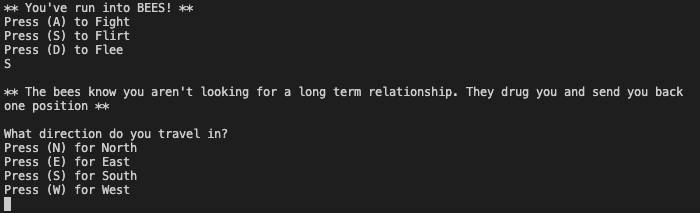 ** You've run into BEES! **
Press (A) to Fight
Press (S) to Flirt
Press (D) to Flee
S
** The bees know you aren't looking for a long term relationship. They drug you and send you back
one position **
What direction do you travel in?
Press (N) for North
Press (E) for East
Press (S) for South
Press (W) for West